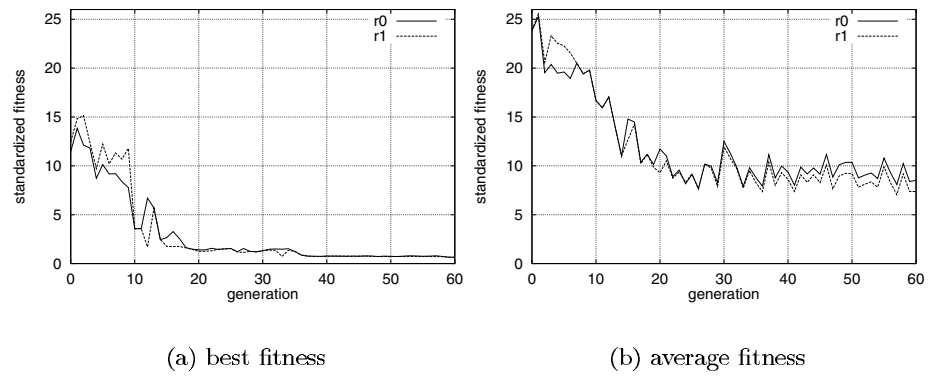 25
20
15
10
5
0
standardized fitness
r0
r1
0 10 20 30 40 50 60
generation
(a) best fitness
25
20
15
10
5
0
standardized fitness
r0
r1
0 10 20 30 40 50 60
generation
(b) average fitness